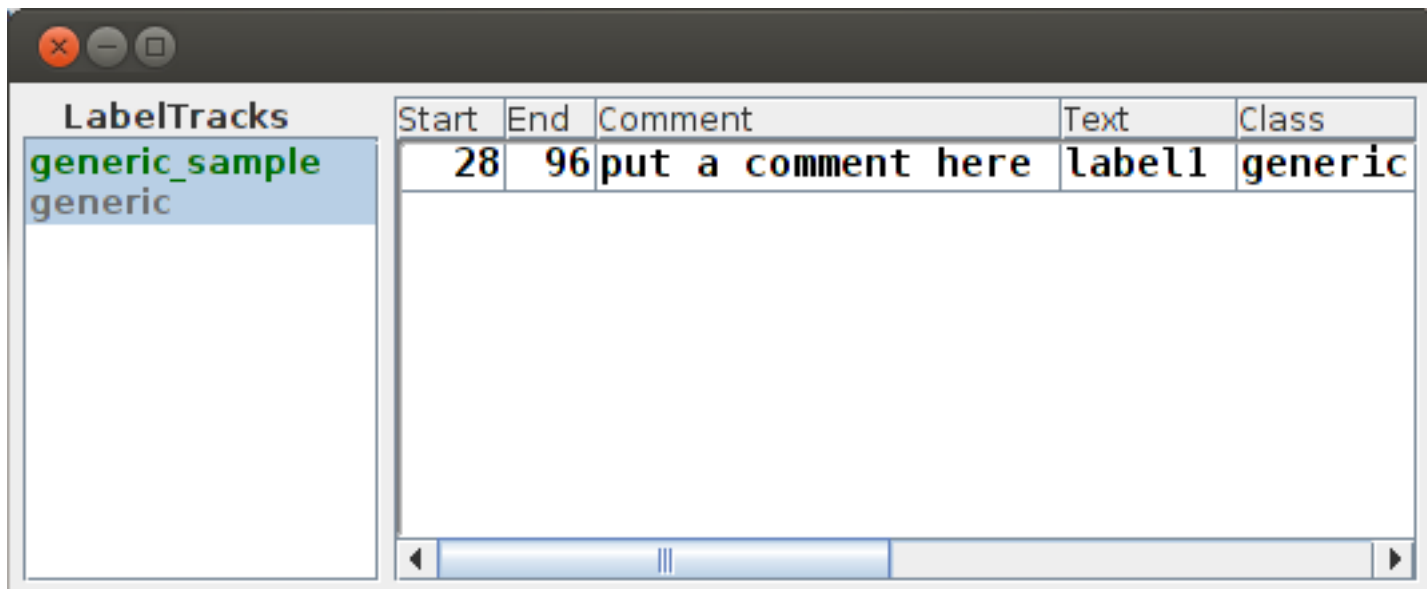 LabelTracks
generic_sample
generic
Start End Comment Text Class
28 96 put a comment here label1 generic